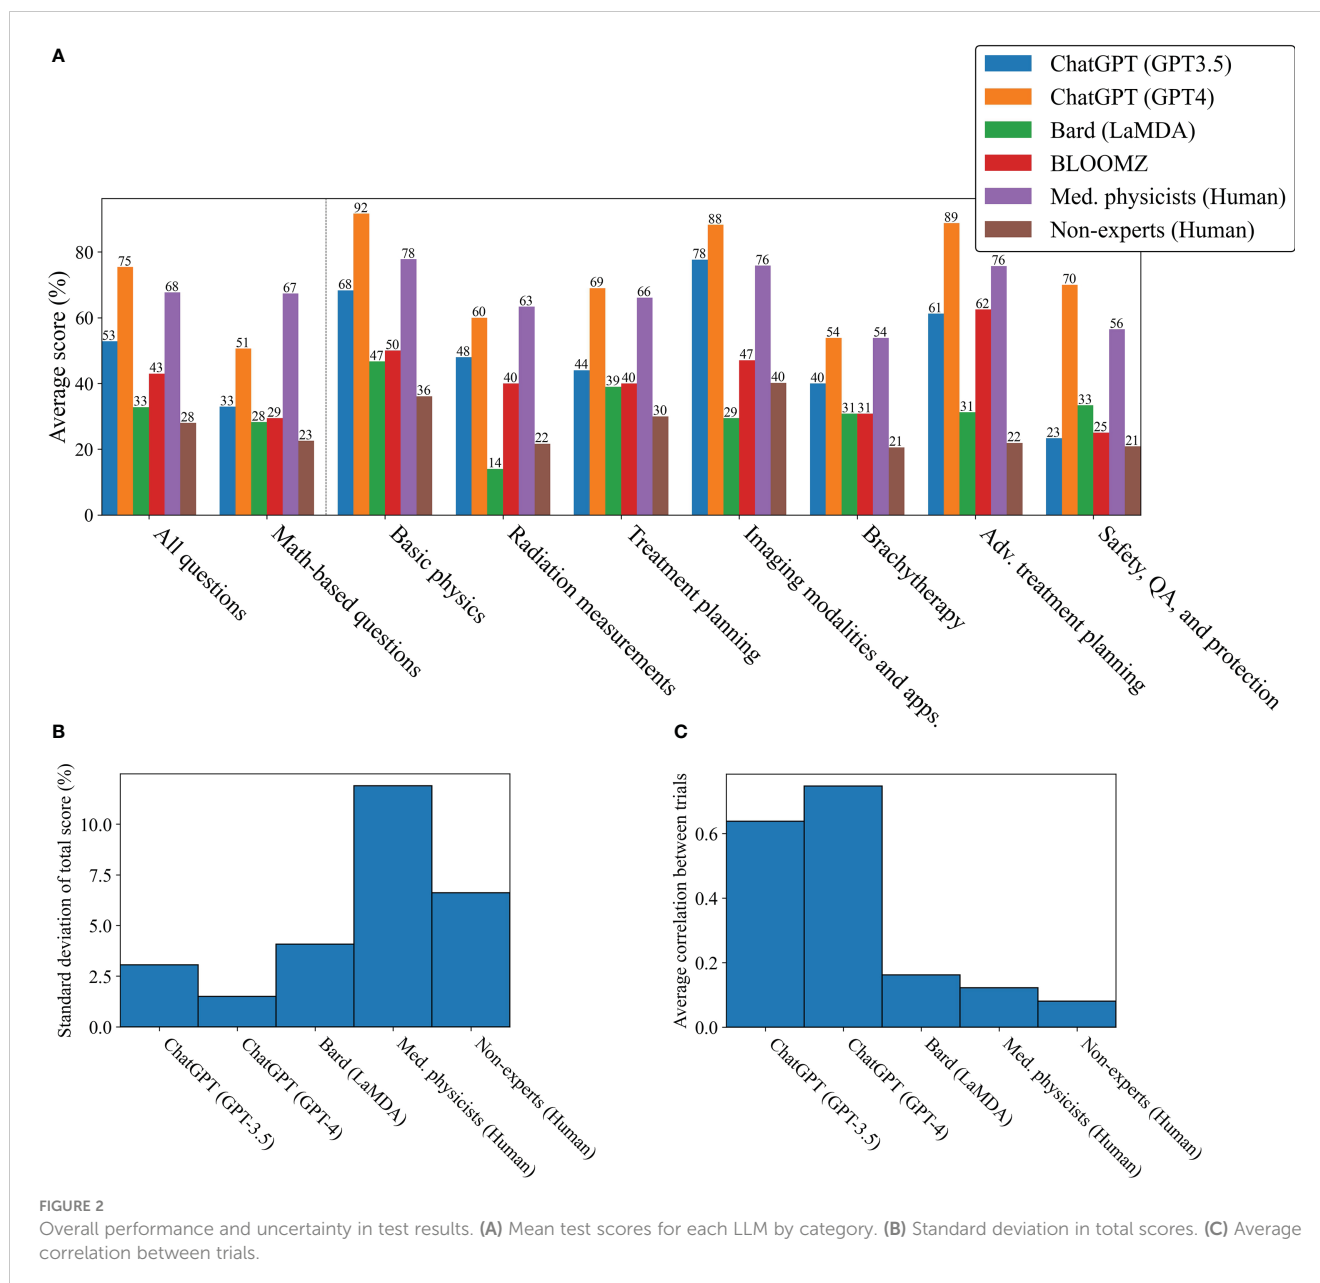 A
ChatGPT (GPT3.5)
ChatGPT (GPT4)
Bard (LaMDA)
BLOOMZ
Med. physicists (Human)
Non-experts (Human)
Average score (%)
80
60
40
20
0
53 75 33 43 68 28
33 51 28 29 67 23
68 92 47 50 78 36
48 60 14 40 63 22
44 69 39 40 66 30
78 88 29 47 76 40
40 54 31 31 54 21
61 89 31 62 76 22
23 70 33 25 56 21
All questions
Math-based questions
Basic physics
Radiation measurements
Treatment planning
Imaging modalities and apps.
Brachytherapy
Adv. treatment planning
Safety, QA, and protection
B
Standard deviation of total score (%)
10.0
7.5
5.0
2.5
0.0
ChatGPT (GPT-3.5)
ChatGPT (GPT-4)
Bard (LaMDA)
Med. physicists (Human)
Non-experts (Human)
C
Average correlation between trials
0.6
0.4
0.2
0.0
ChatGPT (GPT-3.5)
ChatGPT (GPT-4)
Bard (LaMDA)
Med. physicists (Human)
Non-experts (Human)
FIGURE 2
Overall performance and uncertainty in test results. (A) Mean test scores for each LLM by category. (B) Standard deviation in total scores. (C) Average
correlation between trials.